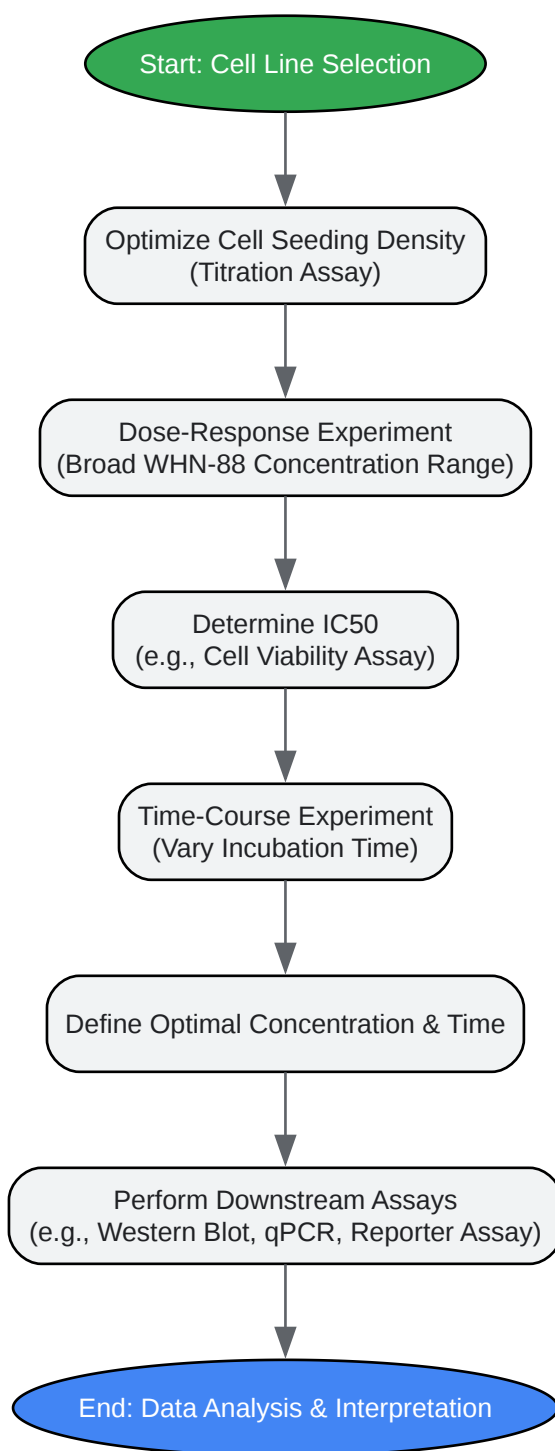 Start: Cell Line Selection
Optimize Cell Seeding Density
(Titration Assay)
Dose-Response Experiment
(Broad WHN-88 Concentration Range)
Determine IC50
(e.g., Cell Viability Assay)
Time-Course Experiment
(Vary Incubation Time)
Define Optimal Concentration & Time
Perform Downstream Assays
(e.g., Western Blot, qPCR, Reporter Assay)
End: Data Analysis & Interpretation